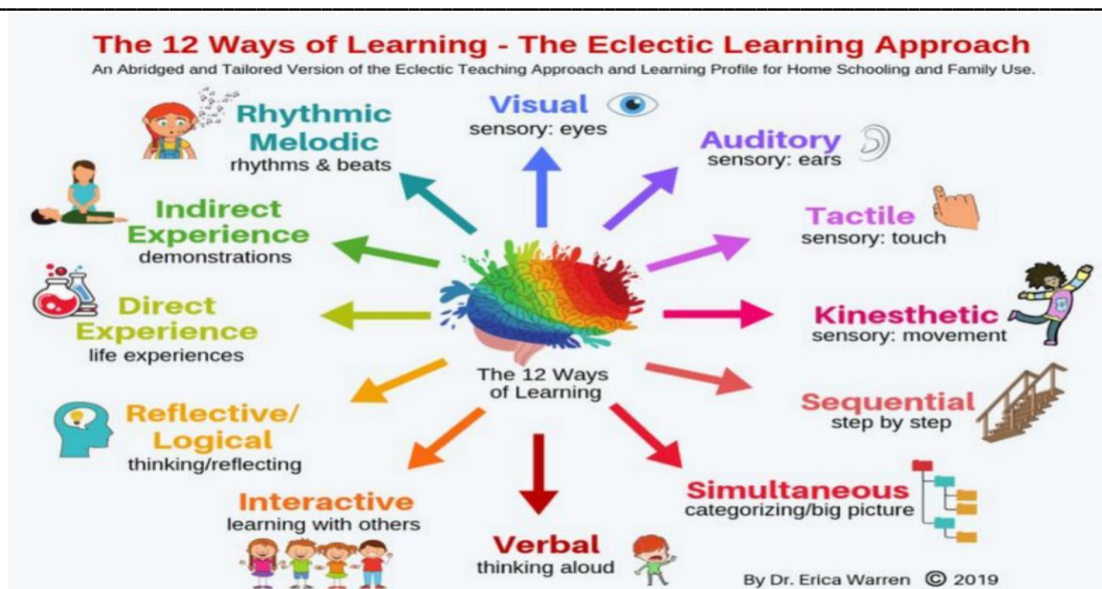 The 12 Ways of Learning - The Eclectic Learning Approach
An Abridged and Tailored Version of the Eclectic Teaching Approach and Learning Profile for Home Schooling and Family Use.
Visual
sensory: eyes
Auditory
sensory: ears
Tactile
sensory: touch
Kinesthetic
sensory: movement
Sequential
step by step
Simultaneous
categorizing/big picture
Verbal
thinking aloud
Interactive
learning with others
Reflective/
Logical
thinking/reflecting
Direct
Experience
life experiences
Indirect
Experience
demonstrations
Rhythmic
Melodic
rhythms & beats
The 12 Ways
of Learning
By Dr. Erica Warren © 2019